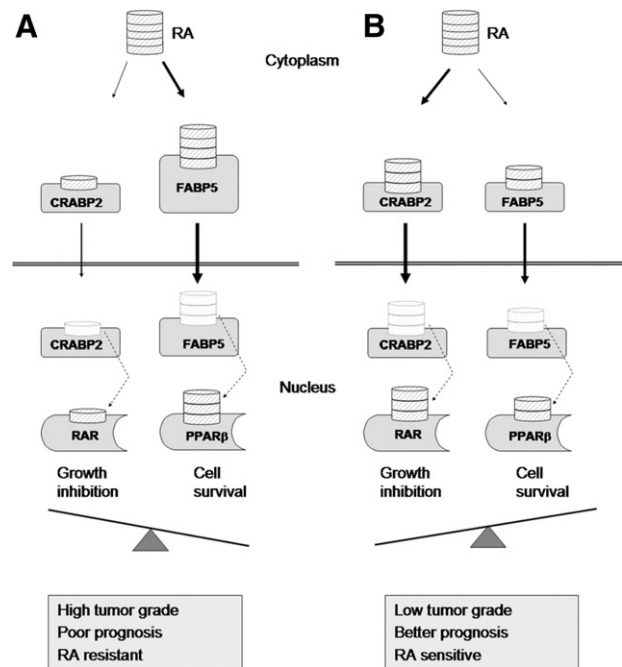 A
B
RA
RA
Cytoplasm
CRABP2
FABP5
CRABP2
FABP5
CRABP2
FABP5
CRABP2
FABP5
Nucleus
RAR
PPARβ
RAR
PPARβ
Growth
inhibition
Cell
survival
Growth
inhibition
Cell
survival
High tumor grade
Poor prognosis
RA resistant
Low tumor grade
Better prognosis
RA sensitive